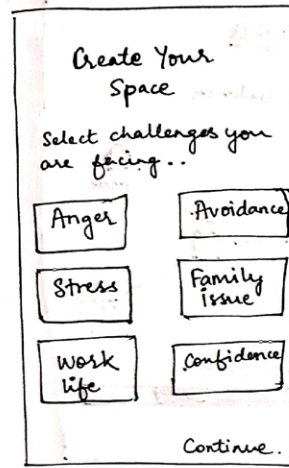 Create Your
Space
Select challenges you
are facing..
Anger
Avoidance
Stress
Family
issue
Work
life
Confidence
Continue.